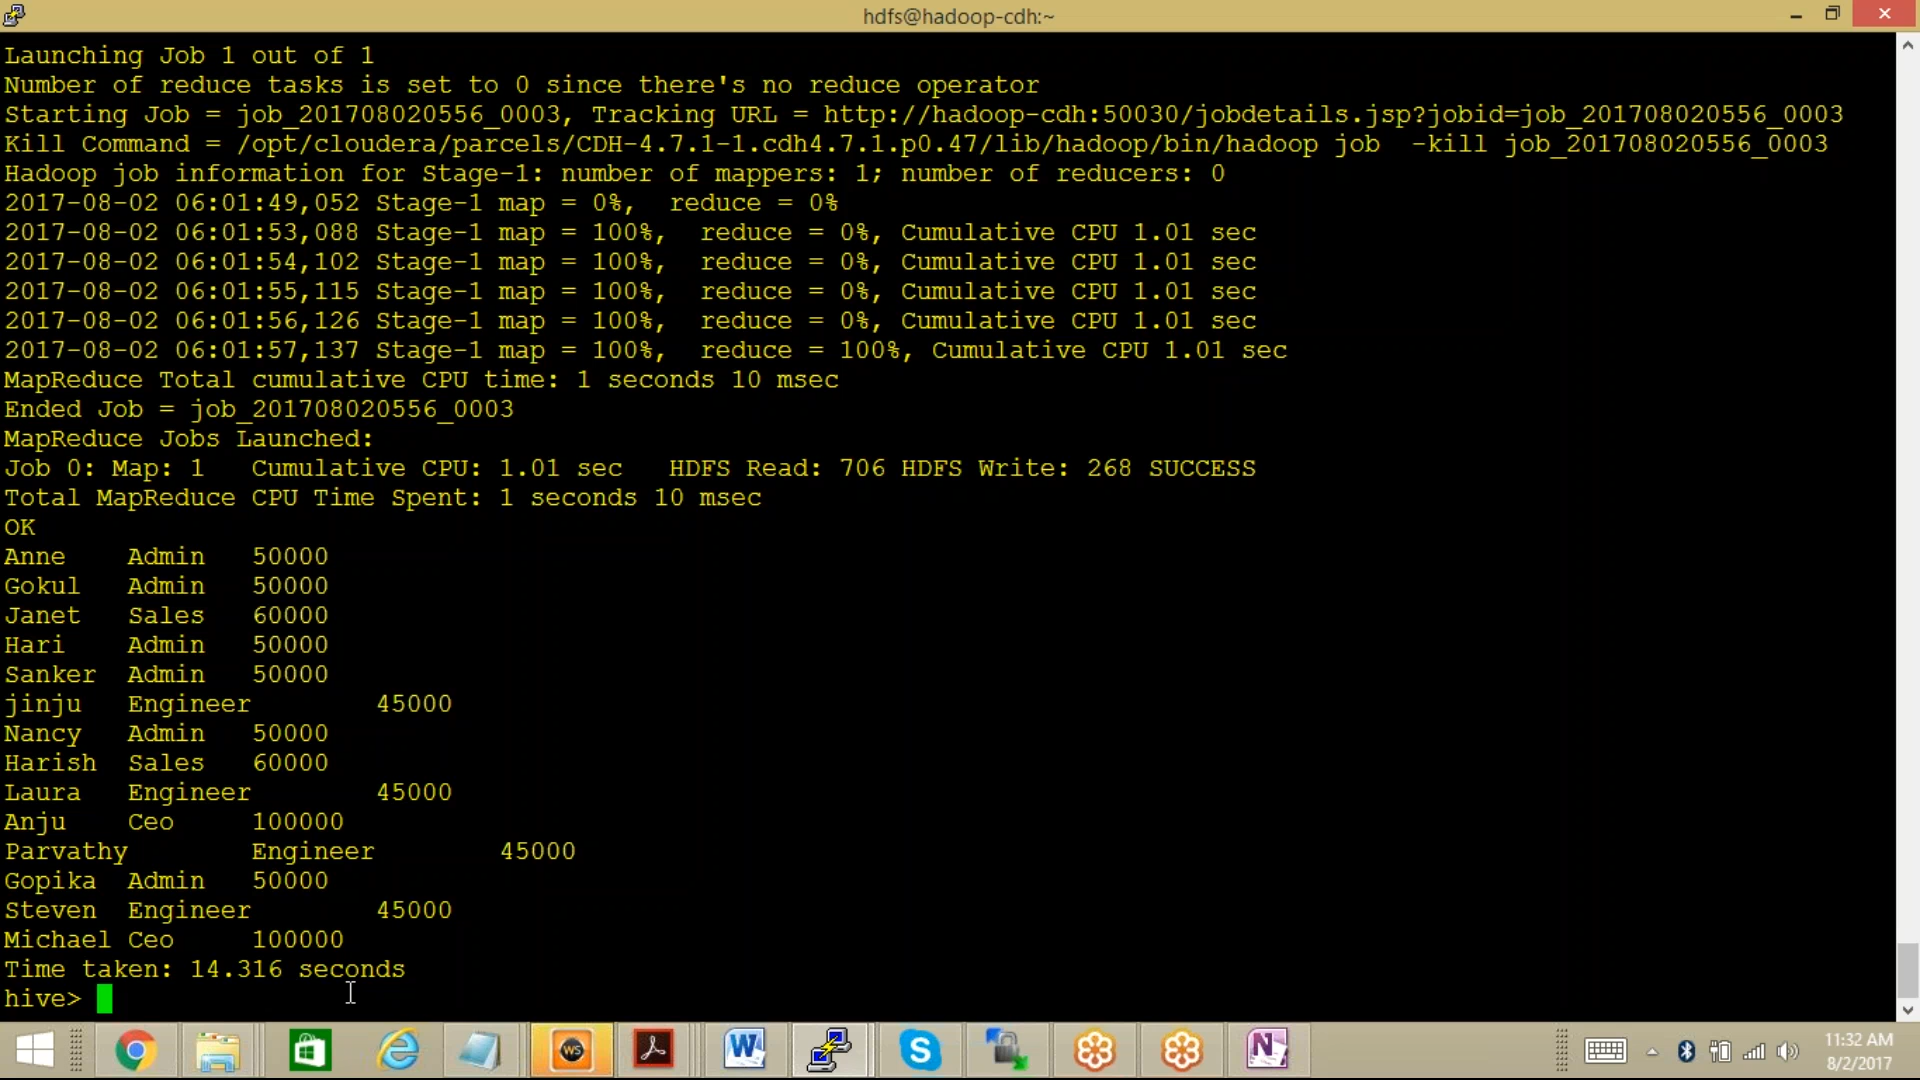 hdfs@hadoop-cdh:~
Launching Job 1 out of 1
Number of reduce tasks is set to 0 since there's no reduce operator
Starting Job = job_201708020556_0003, Tracking URL = http://hadoop-cdh:50030/jobdetails.jsp?jobid=job_201708020556_0003
Kill Command = /opt/cloudera/parcels/CDH-4.7.1-1.cdh4.7.1.p0.47/lib/hadoop/bin/hadoop job  -kill job_201708020556_0003
Hadoop job information for Stage-1: number of mappers: 1; number of reducers: 0
2017-08-02 06:01:49,052 Stage-1 map = 0%,  reduce = 0%
2017-08-02 06:01:53,088 Stage-1 map = 100%,  reduce = 0%, Cumulative CPU 1.01 sec
2017-08-02 06:01:54,102 Stage-1 map = 100%,  reduce = 0%, Cumulative CPU 1.01 sec
2017-08-02 06:01:55,115 Stage-1 map = 100%,  reduce = 0%, Cumulative CPU 1.01 sec
2017-08-02 06:01:56,126 Stage-1 map = 100%,  reduce = 0%, Cumulative CPU 1.01 sec
2017-08-02 06:01:57,137 Stage-1 map = 100%,  reduce = 100%, Cumulative CPU 1.01 sec
MapReduce Total cumulative CPU time: 1 seconds 10 msec
Ended Job = job_201708020556_0003
MapReduce Jobs Launched:
Job 0: Map: 1   Cumulative CPU: 1.01 sec   HDFS Read: 706 HDFS Write: 268 SUCCESS
Total MapReduce CPU Time Spent: 1 seconds 10 msec
OK
Anne    Admin   50000
Gokul   Admin   50000
Janet   Sales   60000
Hari    Admin   50000
Sanker  Admin   50000
jinju   Engineer        45000
Nancy   Admin   50000
Harish  Sales   60000
Laura   Engineer        45000
Anju    Ceo     100000
Parvathy        Engineer        45000
Gopika  Admin   50000
Steven  Engineer        45000
Michael Ceo     100000
Time taken: 14.316 seconds
hive>
WS
W
S
N
11:32 AM
8/2/2017